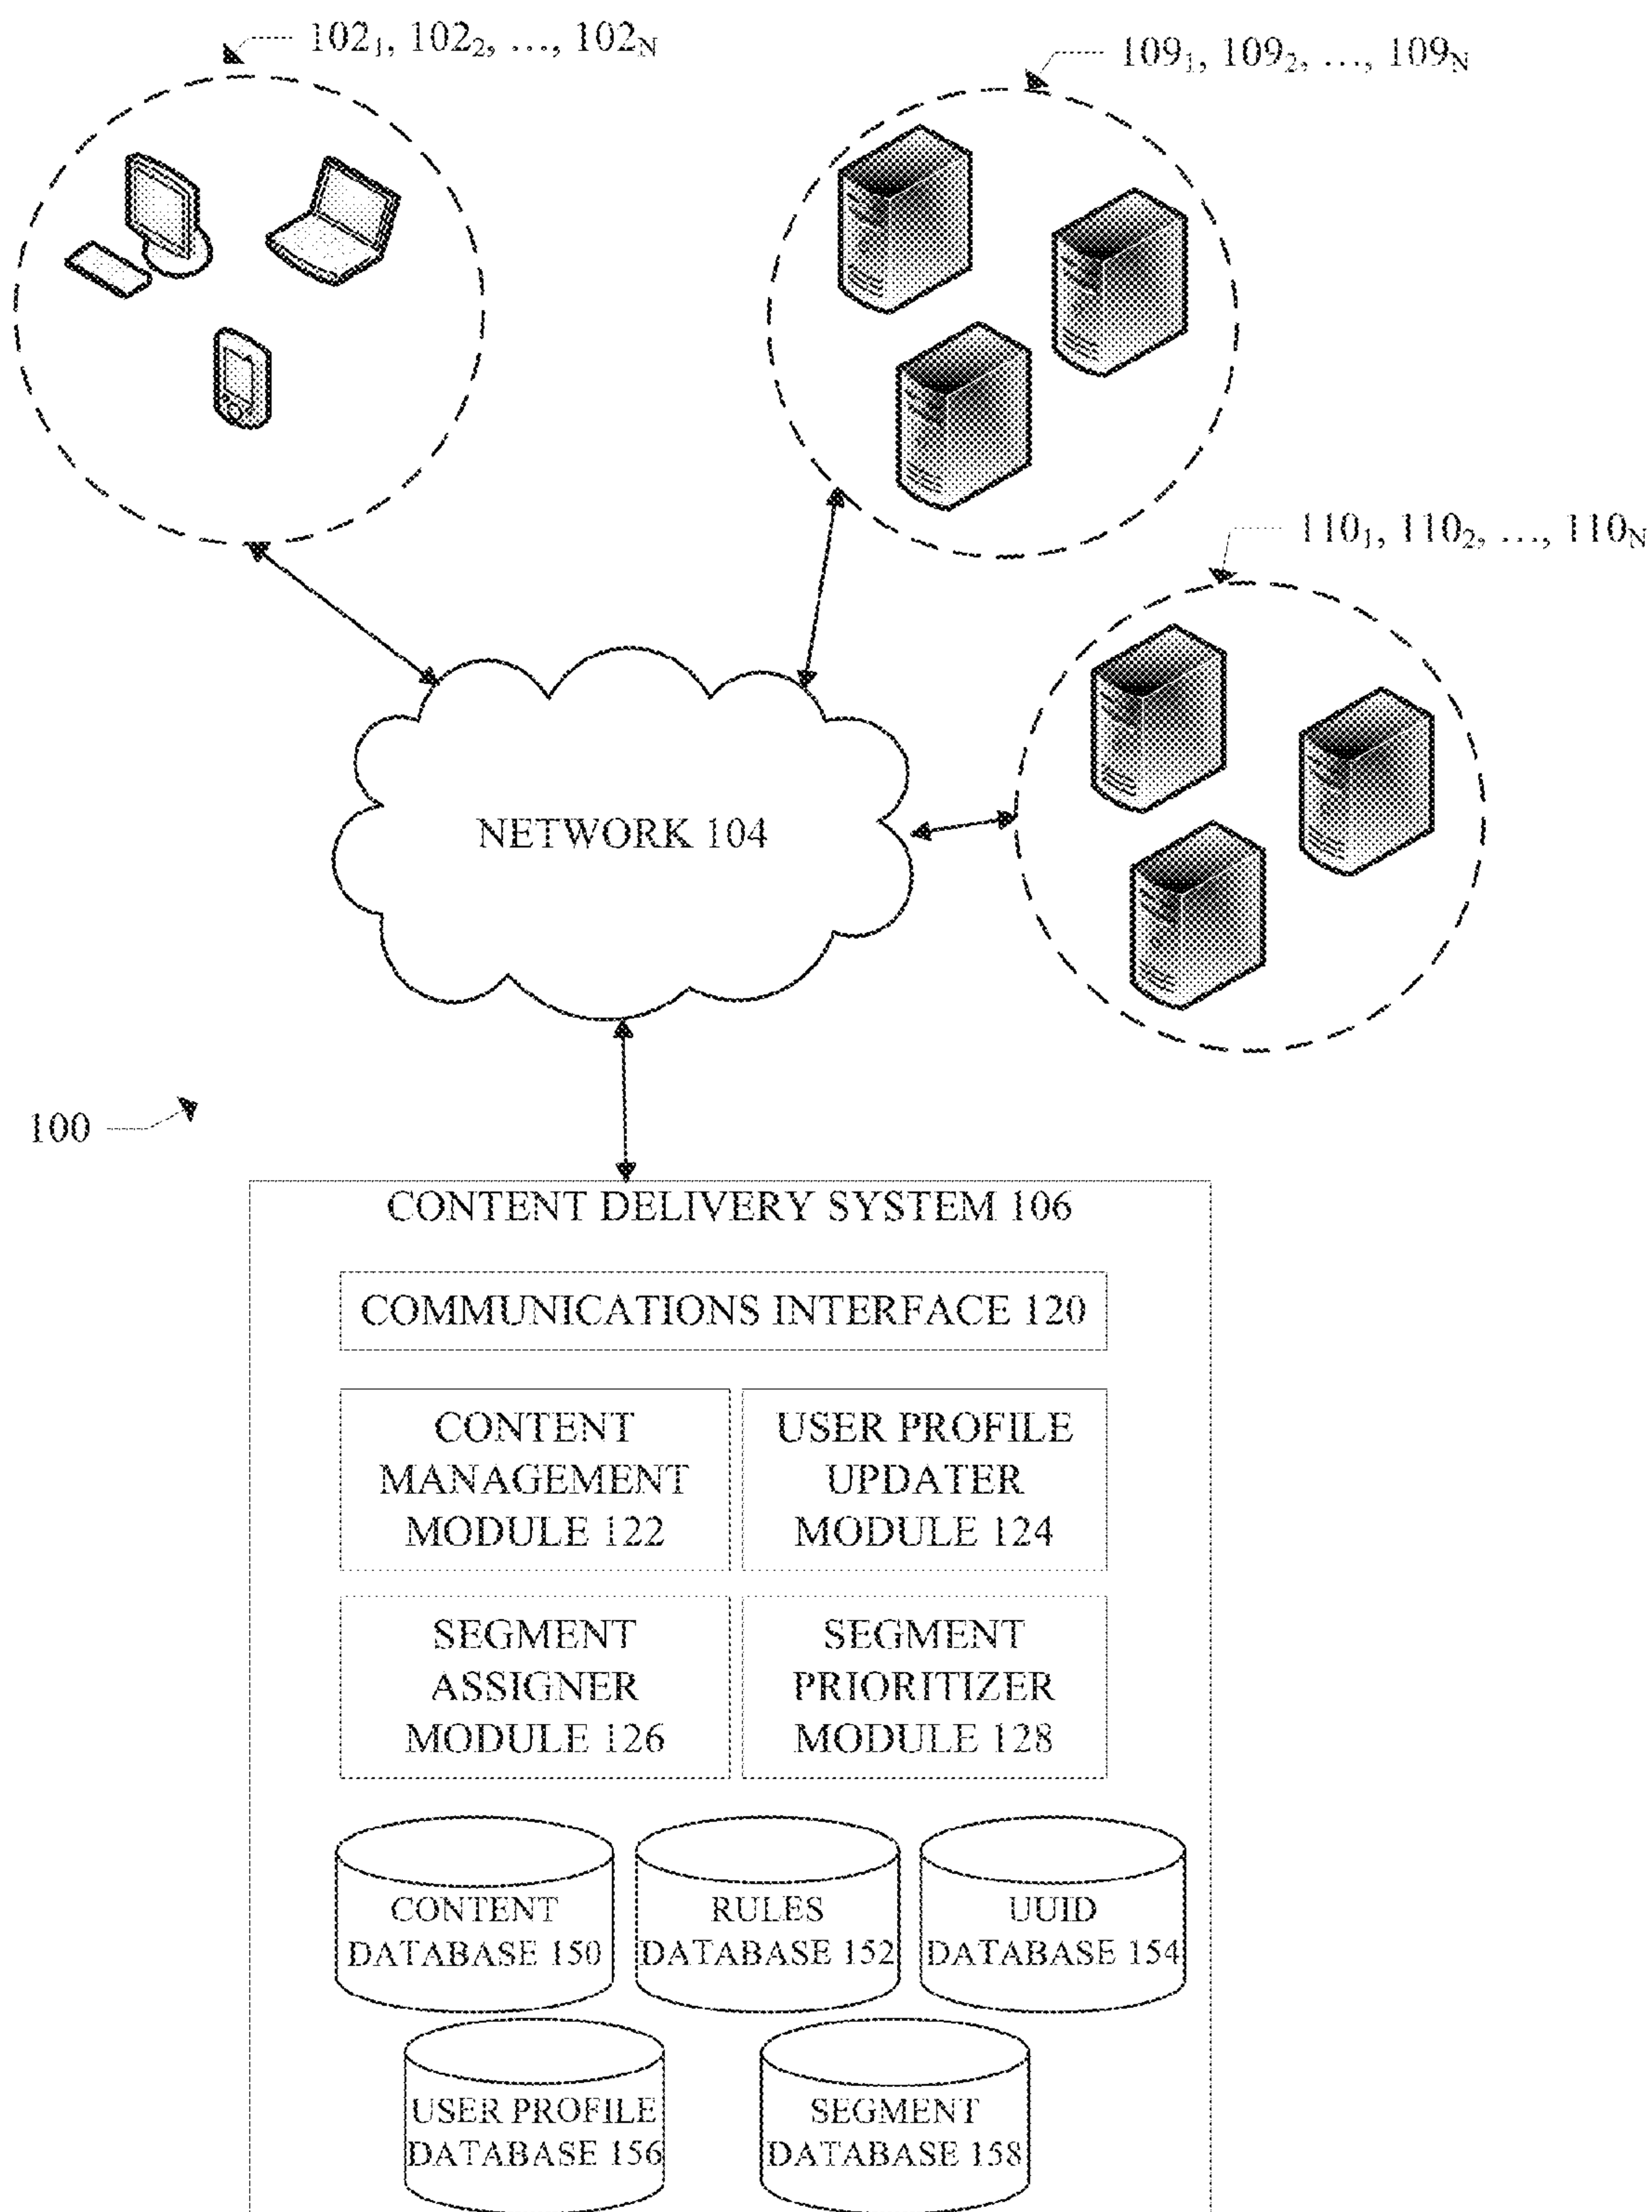 102₁, 102₂, ..., 102N
109₁, 109₂, ..., 109N
110₁, 110₂, ..., 110N
NETWORK 104
100
CONTENT DELIVERY SYSTEM 106
COMMUNICATIONS INTERFACE 120
CONTENT
MANAGEMENT
MODULE 122
USER PROFILE
UPDATER
MODULE 124
SEGMENT
ASSIGNER
MODULE 126
SEGMENT
PRIORITIZER
MODULE 128
CONTENT
DATABASE 150
RULES
DATABASE 152
UUID
DATABASE 154
USER PROFILE
DATABASE 156
SEGMENT
DATABASE 158